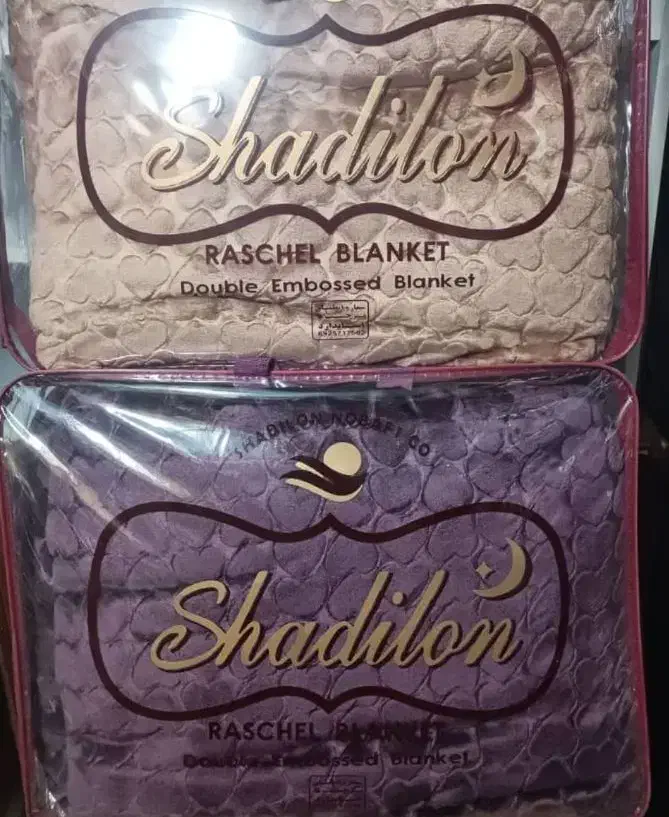 Shadilon
RASCHEL BLANKET
Double Embossed Blanket
SHADILON NOBAFT CO
Shadilon
RASCHEL BLANKET
Double Embossed Blanket